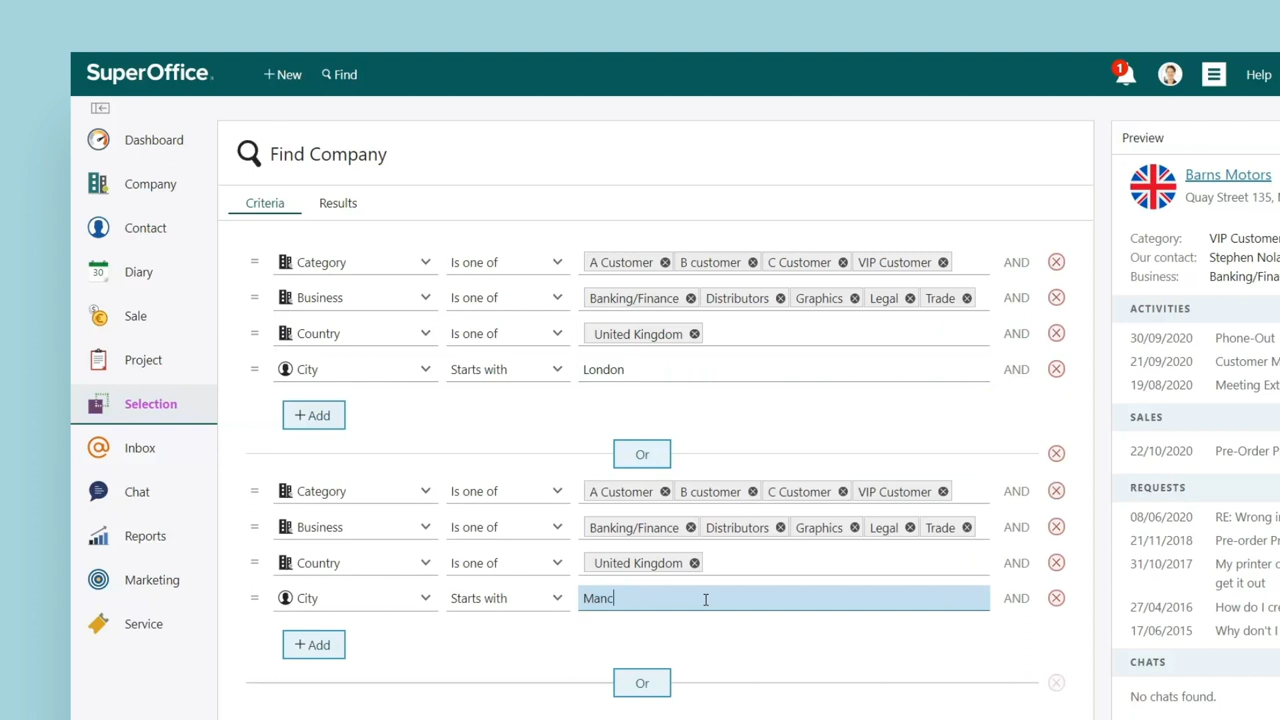 SuperOffice.
+ New
Find
1
Help
Dashboard
Company
Contact
30
Diary
Sale
Project
Selection
Inbox
Chat
Reports
Marketing
Service
Find Company
Criteria
Results
Category Is one of A Customer B customer C Customer VIP Customer AND
Business Is one of Banking/Finance Distributors Graphics Legal Trade AND
Country Is one of United Kingdom AND
City Starts with London AND
+ Add
Or
Category Is one of A Customer B customer C Customer VIP Customer AND
Business Is one of Banking/Finance Distributors Graphics Legal Trade AND
Country Is one of United Kingdom AND
City Starts with Manc AND
+ Add
Or
Preview
Barns Motors
Quay Street 135,
Category: VIP Custome
Our contact: Stephen Nola
Business: Banking/Finan
ACTIVITIES
30/09/2020 Phone-Out
21/09/2020 Customer M
19/08/2020 Meeting Ext
SALES
22/10/2020 Pre-Order P
REQUESTS
08/06/2020 RE: Wrong in
21/11/2018 Pre-order Pr
31/10/2017 My printer c
get it out
27/04/2016 How do I cre
17/06/2015 Why don't I
CHATS
No chats found.